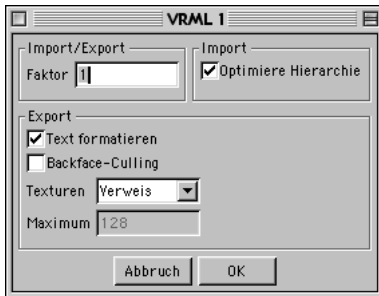 VRML 1
Import/Export
Faktor 1
Import
Optimiere Hierarchie
Export
Text formatieren
Backface-Culling
Texturen Verweis
Maximum 128
Abbruch OK